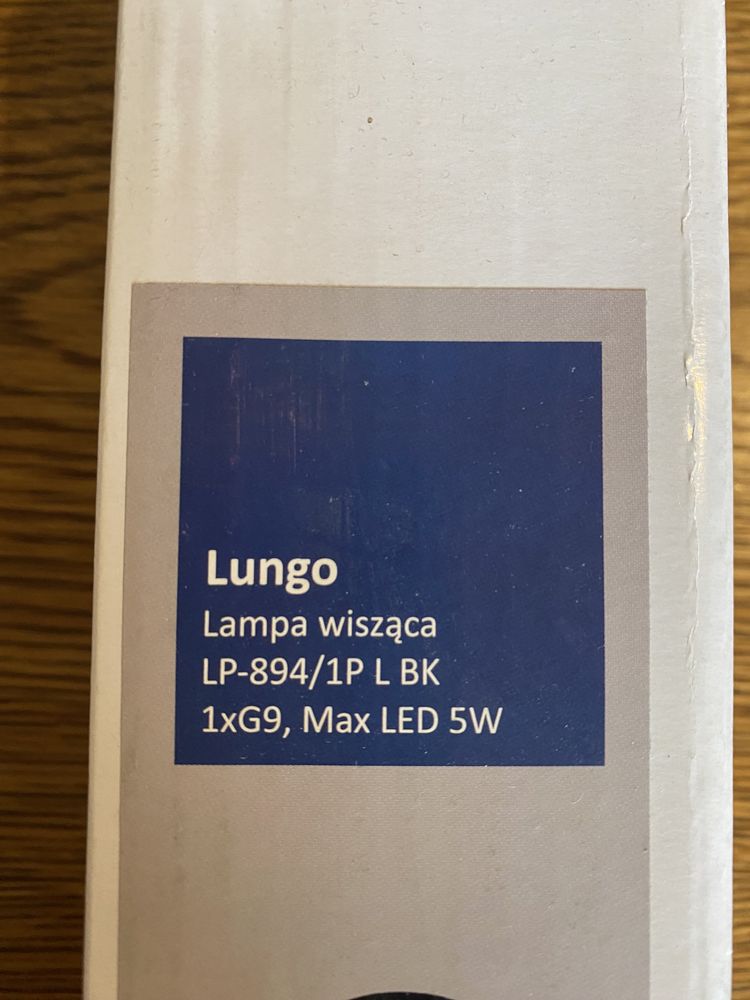 Lungo
Lampa wisząca
LP-894/1P L BK
1xG9, Max LED 5W